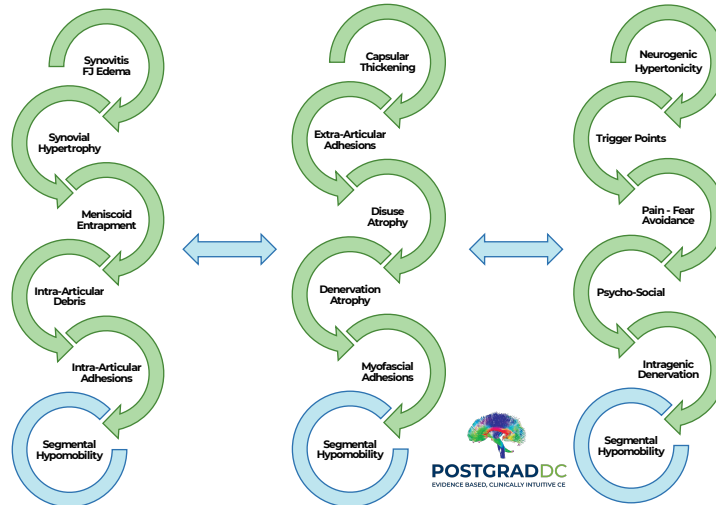 Synovitis
FJ Edema
Synovial
Hypertrophy
Meniscoid
Entrapment
Intra-Articular
Debris
Intra-Articular
Adhesions
Segmental
Hypomobility
Capsular
Thickening
Extra-Articular
Adhesions
Disuse
Atrophy
Denervation
Atrophy
Myofascial
Adhesions
Segmental
Hypomobility
Neurogenic
Hypertonicity
Trigger Points
Pain - Fear
Avoidance
Psycho-Social
Intragenic
Denervation
Segmental
Hypomobility
POSTGRADDC
EVIDENCE BASED, CLINICALLY INTUITIVE CE